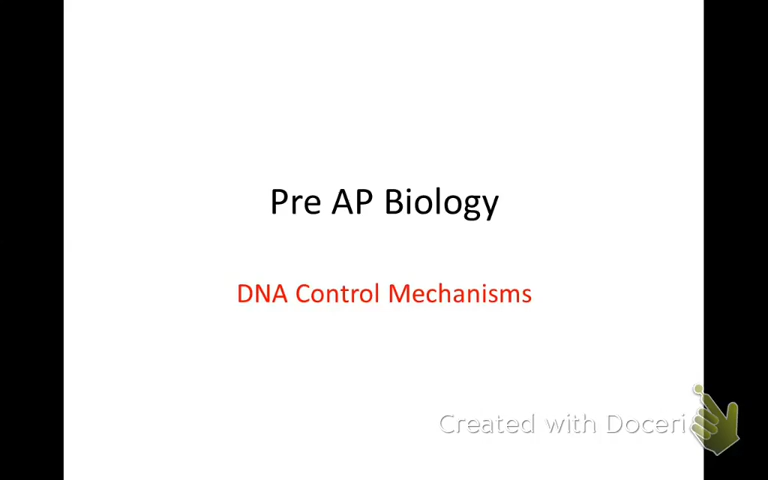 Pre AP Biology
DNA Control Mechanisms
Created with Doceri